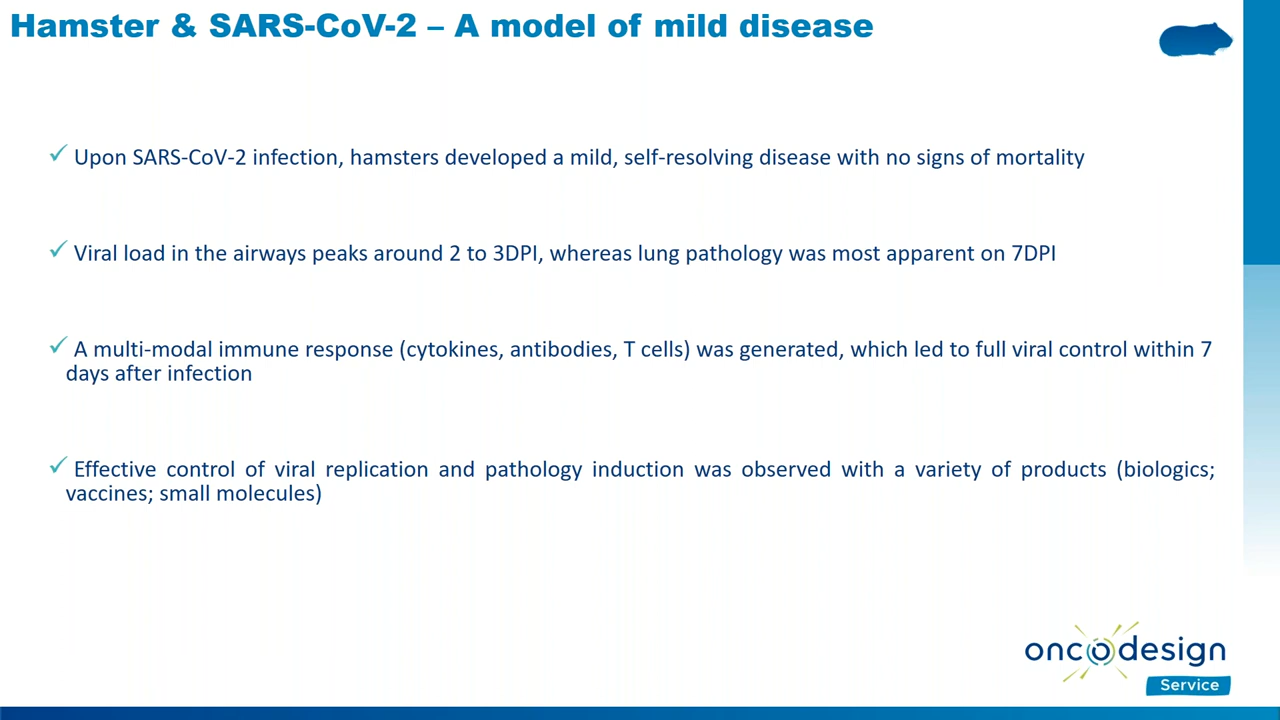 Hamster & SARS-CoV-2 – A model of mild disease
✓ Upon SARS-CoV-2 infection, hamsters developed a mild, self-resolving disease with no signs of mortality
✓ Viral load in the airways peaks around 2 to 3DPI, whereas lung pathology was most apparent on 7DPI
✓ A multi-modal immune response (cytokines, antibodies, T cells) was generated, which led to full viral control within 7
days after infection
✓ Effective control of viral replication and pathology induction was observed with a variety of products (biologics;
vaccines; small molecules)
oncodesign
Service